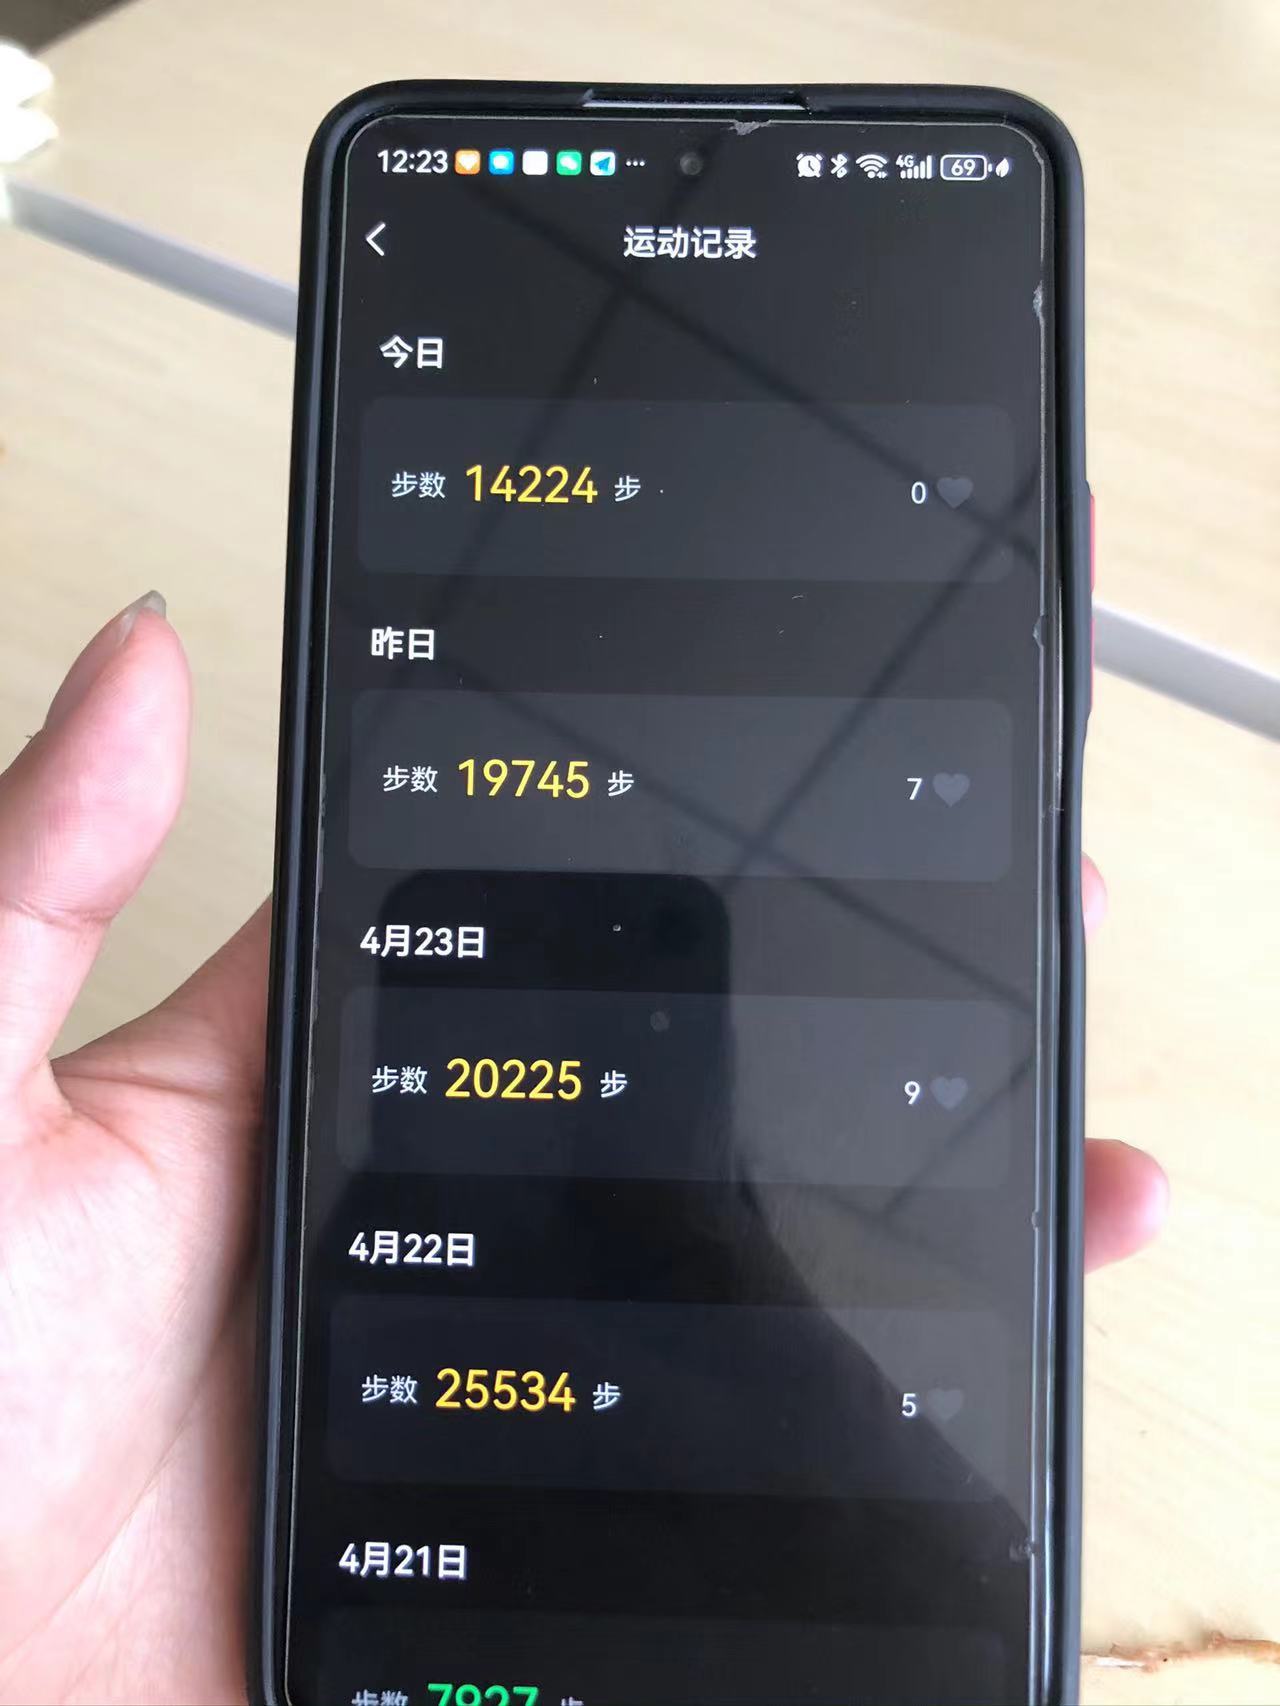 12:23 ··· 4G 69
运动记录
今日
步数 14224 步 0
昨日
步数 19745 步 7
4月23日
步数 20225 步 9
4月22日
步数 25534 步 5
4月21日
步数 7927 步